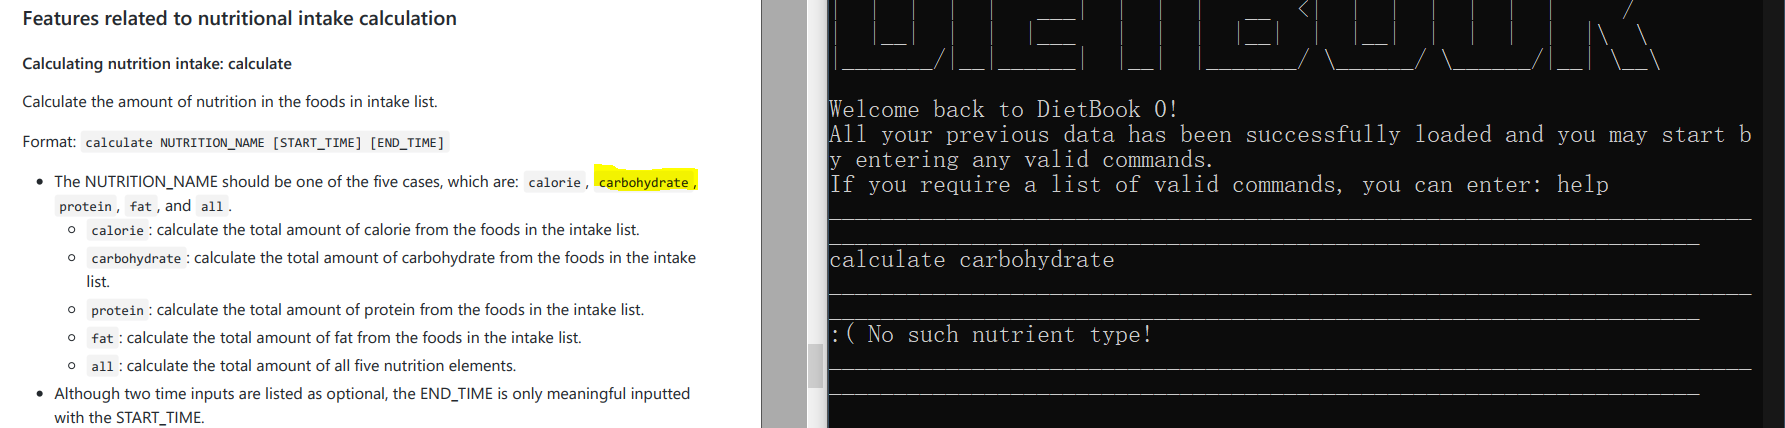 Features related to nutritional intake calculation
Calculating nutrition intake: calculate
Calculate the amount of nutrition in the foods in intake list.
Format: calculate NUTRITION_NAME [START_TIME] [END_TIME]
The NUTRITION_NAME should be one of the five cases, which are: calorie, carbohydrate,
protein, fat, and all.
calorie: calculate the total amount of calorie from the foods in the intake list.
carbohydrate: calculate the total amount of carbohydrate from the foods in the intake
list.
protein: calculate the total amount of protein from the foods in the intake list.
fat: calculate the total amount of fat from the foods in the intake list.
all: calculate the total amount of all five nutrition elements.
Although two time inputs are listed as optional, the END_TIME is only meaningful inputted
with the START_TIME.
DIETBOOK
Welcome back to DietBook 0!
All your previous data has been successfully loaded and you may start b
y entering any valid commands.
If you require a list of valid commands, you can enter: help
calculate carbohydrate
:( No such nutrient type!